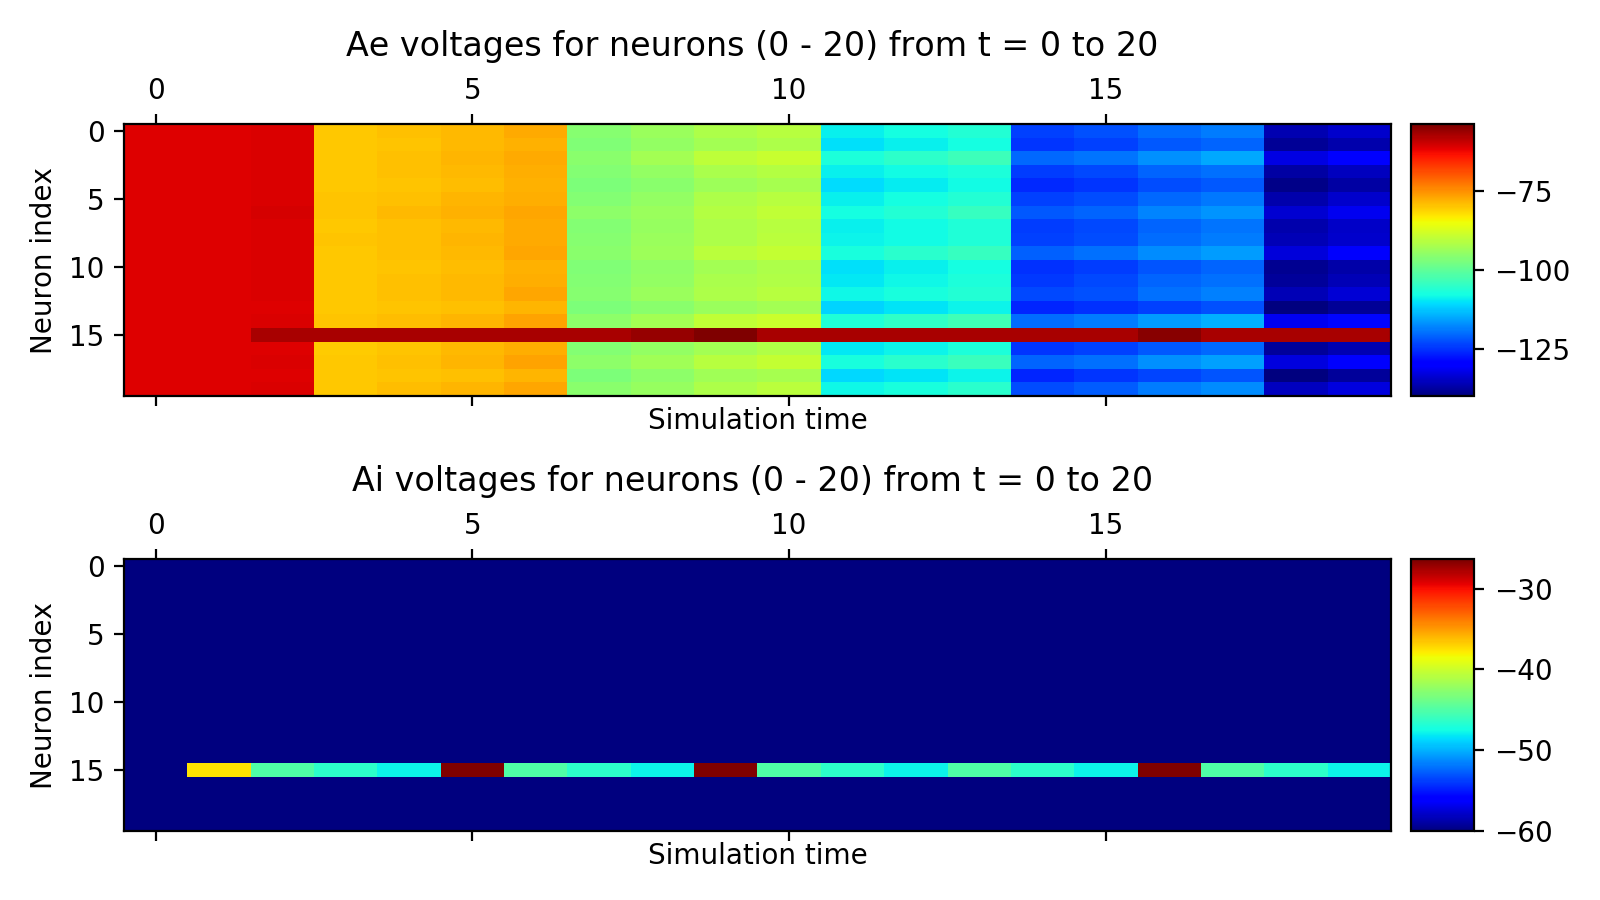 Ae voltages for neurons (0 - 20) from t = 0 to 20
0 5 10 15
Neuron index
0
5
10
15
Simulation time
−75
−100
−125
Ai voltages for neurons (0 - 20) from t = 0 to 20
0 5 10 15
Neuron index
0
5
10
15
Simulation time
−30
−40
−50
−60